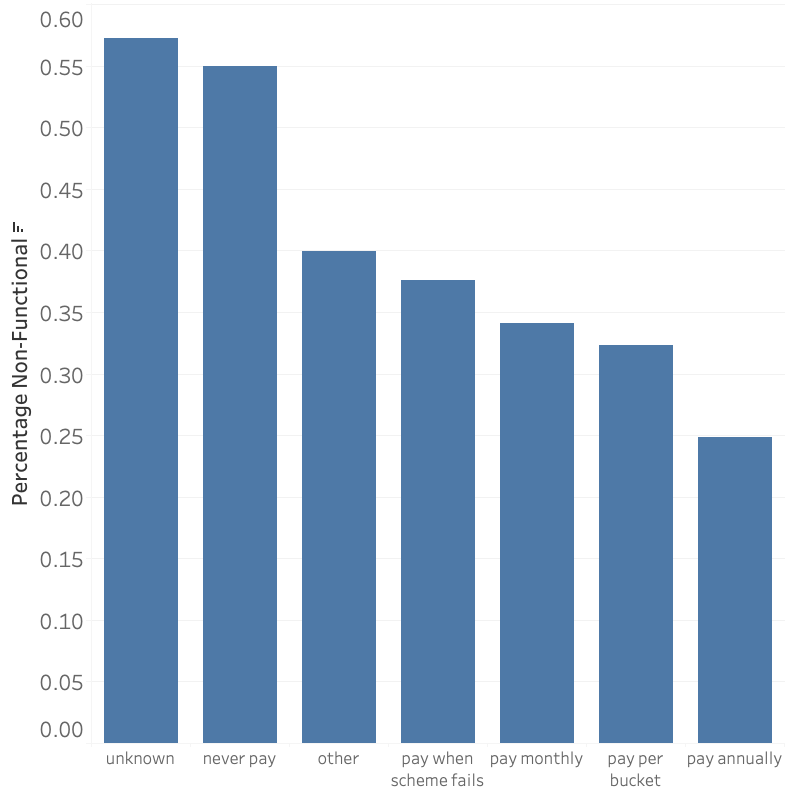 0.60
0.55
0.50
0.45
0.40
0.35
0.30
0.25
0.20
0.15
0.10
0.05
0.00
Percentage Non-Functional
unknown
never pay
other
pay when
scheme fails
pay monthly
pay per
bucket
pay annually